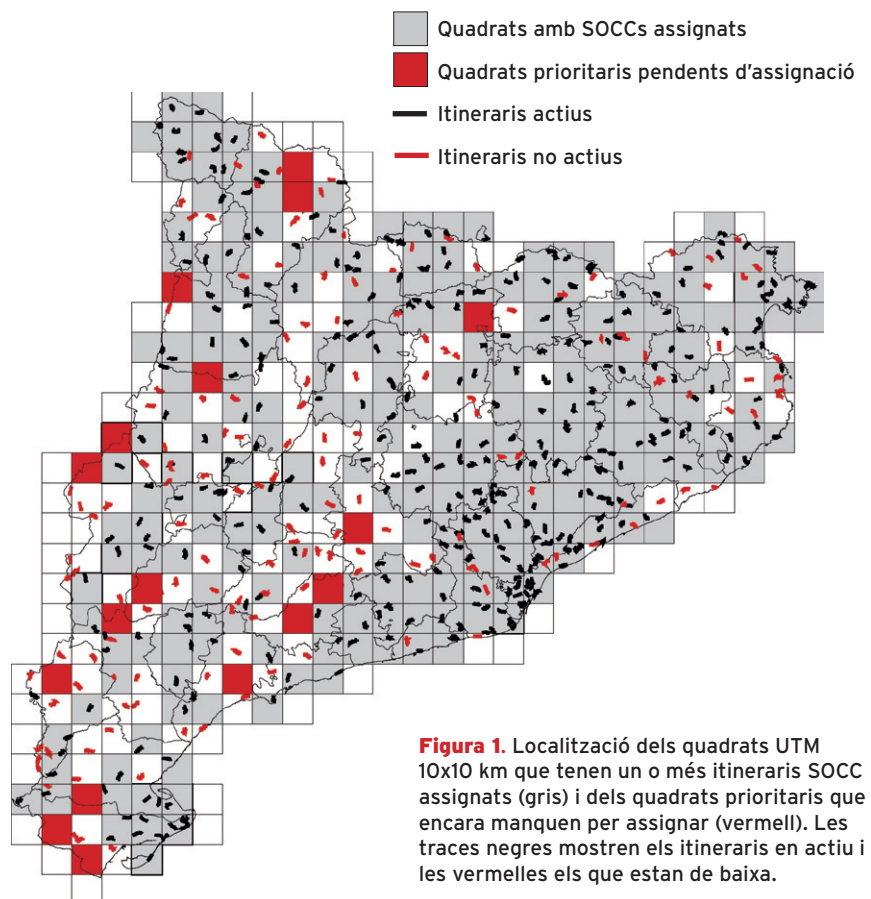 Quadrats amb SOCCs assignats
Quadrats prioritaris pendents d'assignació
Itineraris actius
Itineraris no actius
Figura 1. Localització dels quadrats UTM
10x10 km que tenen un o més itineraris SOCC
assignats (gris) i dels quadrats prioritaris que
encara manquen per assignar (vermell). Les
traces negres mostren els itineraris en actiu i
les vermelles els que estan de baixa.